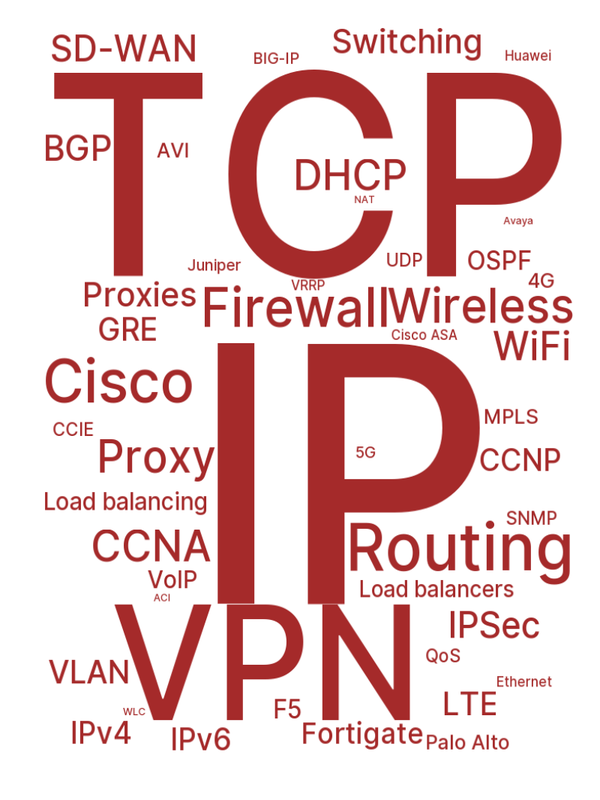 SD-WAN
BIG-IP
Switching
Huawei
TCP
BGP
AVI
DHCP
NAT
Avaya
Juniper
UDP
OSPF
4G
VRRP
Proxies
Firewall
Wireless
GRE
Cisco ASA
WiFi
Cisco
IP
CCIE
MPLS
Proxy
5G
CCNP
Load balancing
SNMP
CCNA
Routing
VoIP
Load balancers
ACI
VPN
IPSec
QoS
VLAN
Ethernet
WLC
F5
LTE
IPv4
IPv6
Fortigate
Palo Alto